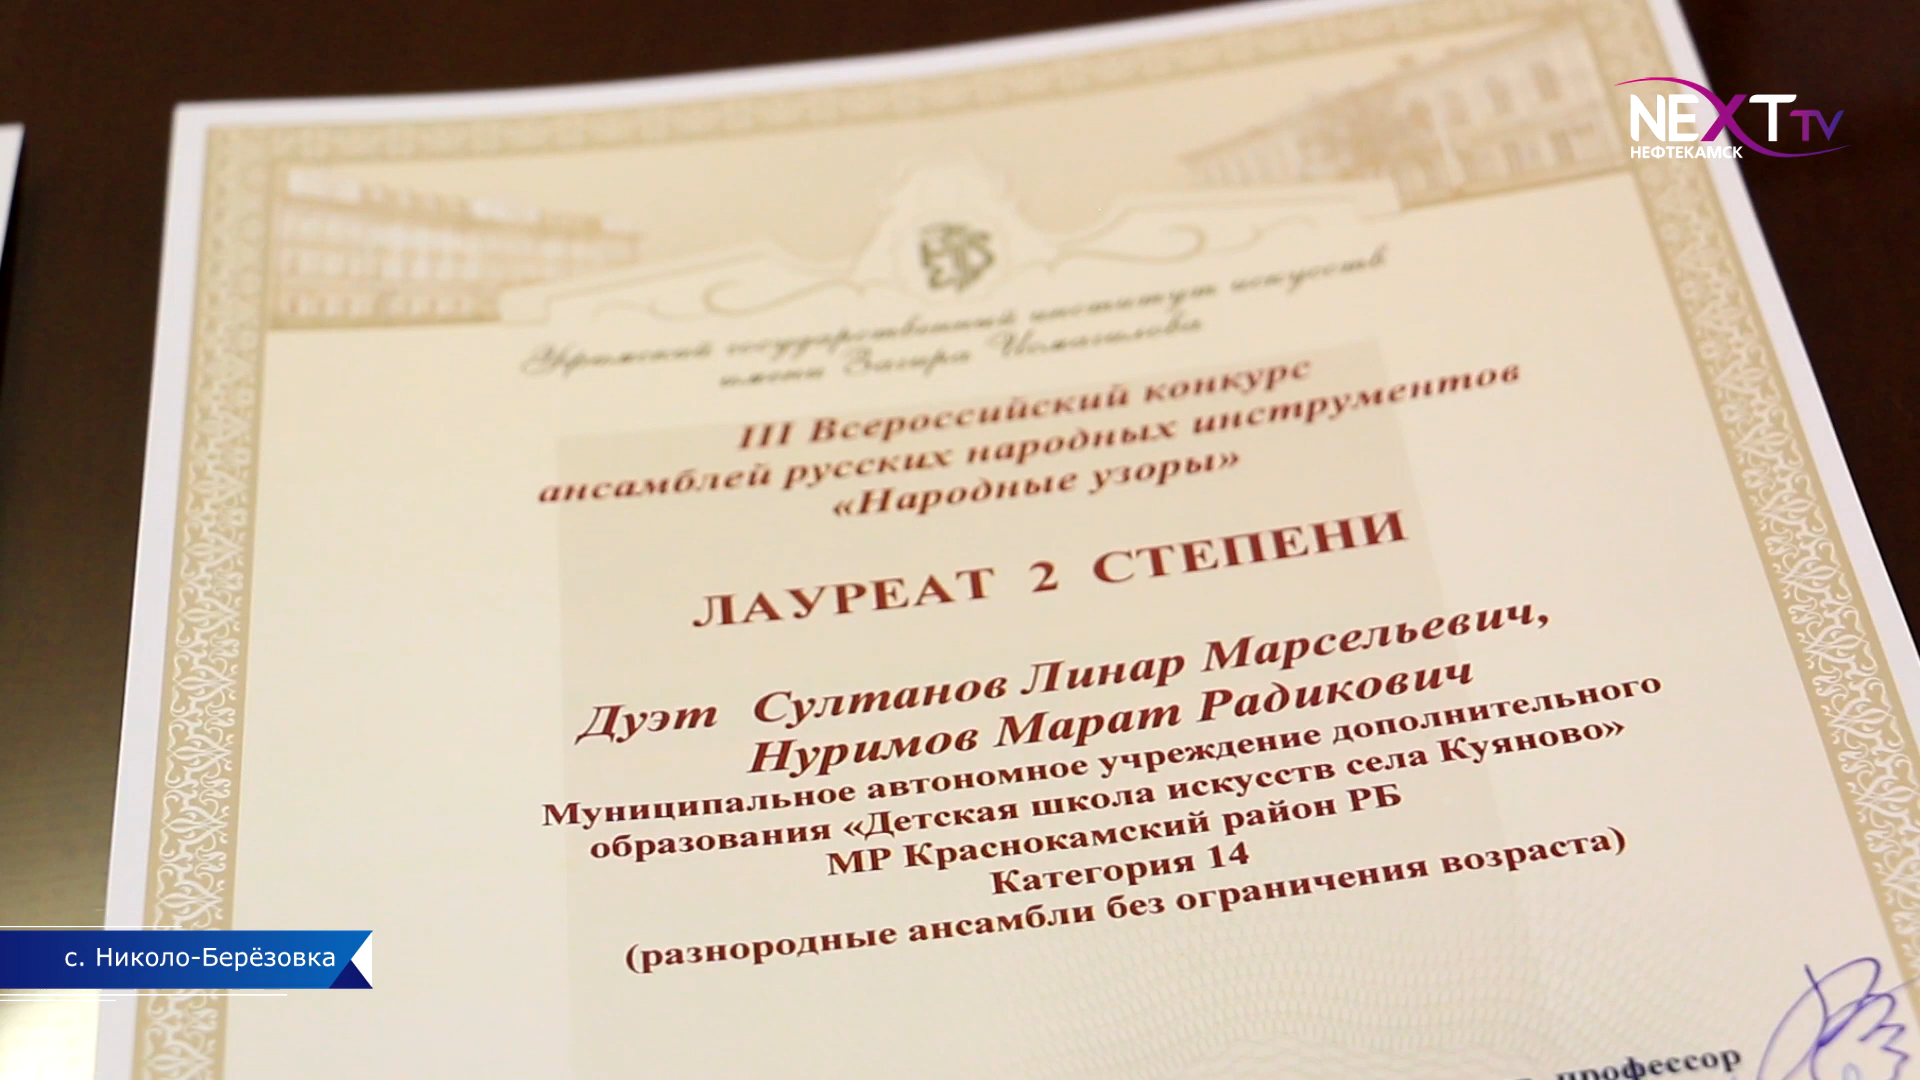 NEXT TV
НЕФТЕКАМСК
Уфимский государственный институт искусств
имени Загира Исмагилова
III Всероссийский конкурс
ансамблей русских народных инструментов
«Народные узоры»
ЛАУРЕАТ 2 СТЕПЕНИ
Дуэт Султанов Линар Марсельевич,
Нуримов Марат Радикович
Муниципальное автономное учреждение дополнительного
образования «Детская школа искусств села Куяново»
МР Краснокамский район РБ
Категория 14
(разнородные ансамбли без ограничения возраста)
с. Николо-Берёзовка
профессор